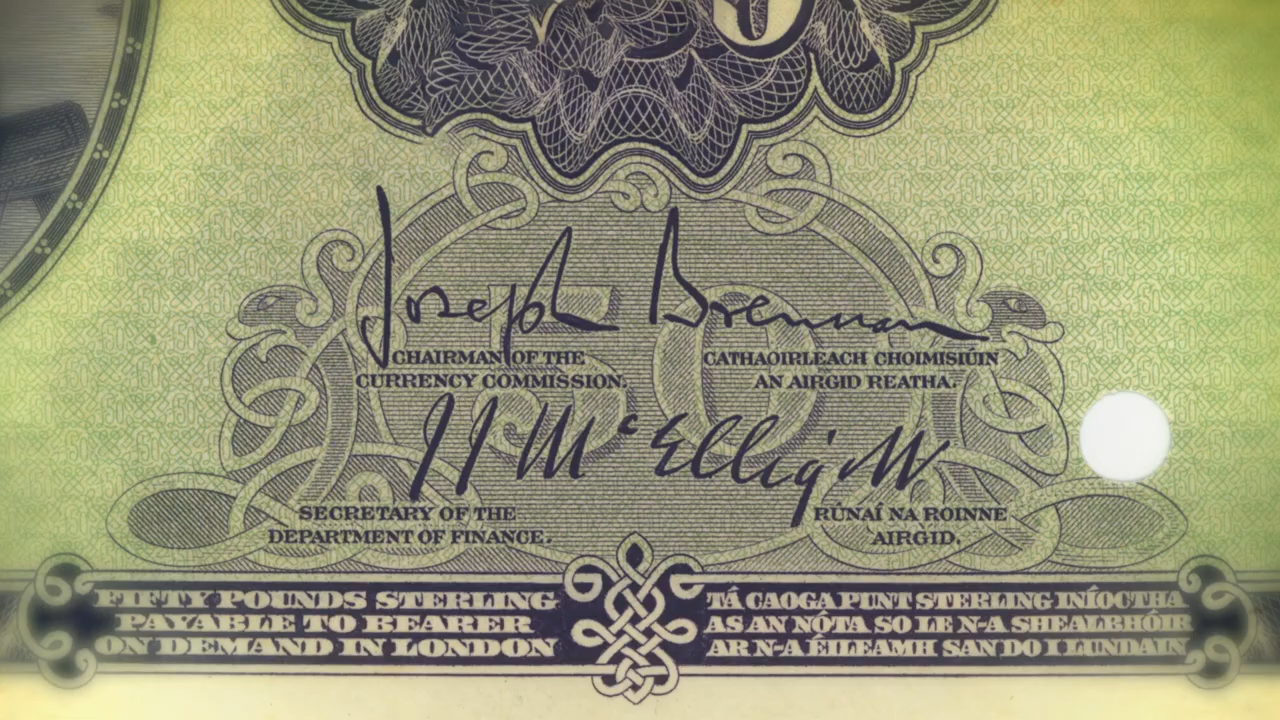 50
Joseph Brennan
CHAIRMAN OF THE
CURRENCY COMMISSION.
CATHAOIRLEACH CHOIMISIÚIN
AN AIRGID REATHA.
J J McElligott
SECRETARY OF THE
DEPARTMENT OF FINANCE.
RÚNAÍ NA ROINNE
AIRGID.
FIFTY POUNDS STERLING
PAYABLE TO BEARER
ON DEMAND IN LONDON
TÁ CAOGA PUNT STERLING INÍOCTHA
AS AN NÓTA SO LE N-A SHEALBHÓIR
AR N-A ÉILEAMH SAN DO I LUNDAIN